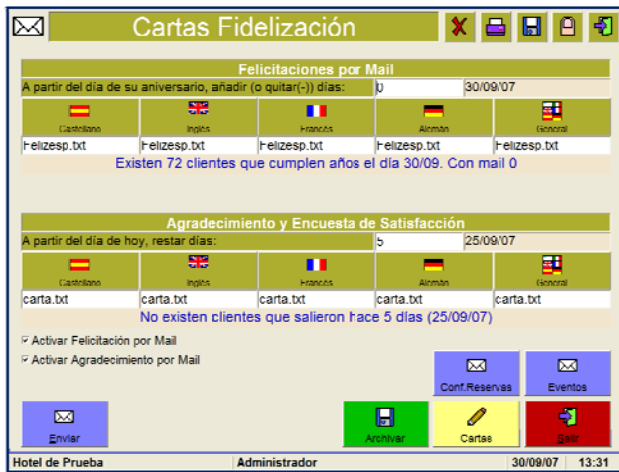 Cartas Fidelización
Felicitaciones por Mail
A partir del día de su aniversario, añadir (o quitar(-)) días: 0 30/09/07
Castellano Inglés Francés Alemán General
Felizesp.txt Felizesp.txt Felizesp.txt Felizesp.txt Felizesp.txt
Existen 72 clientes que cumplen años el día 30/09. Con mail 0
Agradecimiento y Encuesta de Satisfacción
A partir del día de hoy, restar días: 5 25/09/07
Castellano Inglés Francés Alemán General
carta.txt carta.txt carta.txt carta.txt carta.txt
No existen clientes que salieron hace 5 días (25/09/07)
Activar Felicitación por Mail
Activar Agradecimiento por Mail
Conf.Reservas Eventos
Enviar Archivar Cartas Salir
Hotel de Prueba Administrador 30/09/07 13:31